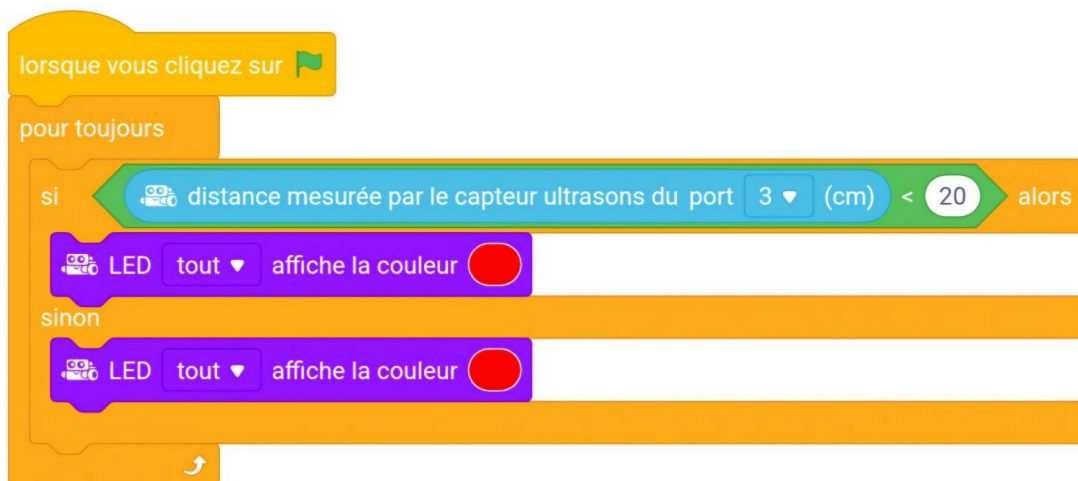 lorsque vous cliquez sur
pour toujours
si distance mesurée par le capteur ultrasons du port 3 (cm) < 20 alors
LED tout affiche la couleur
sinon
LED tout affiche la couleur